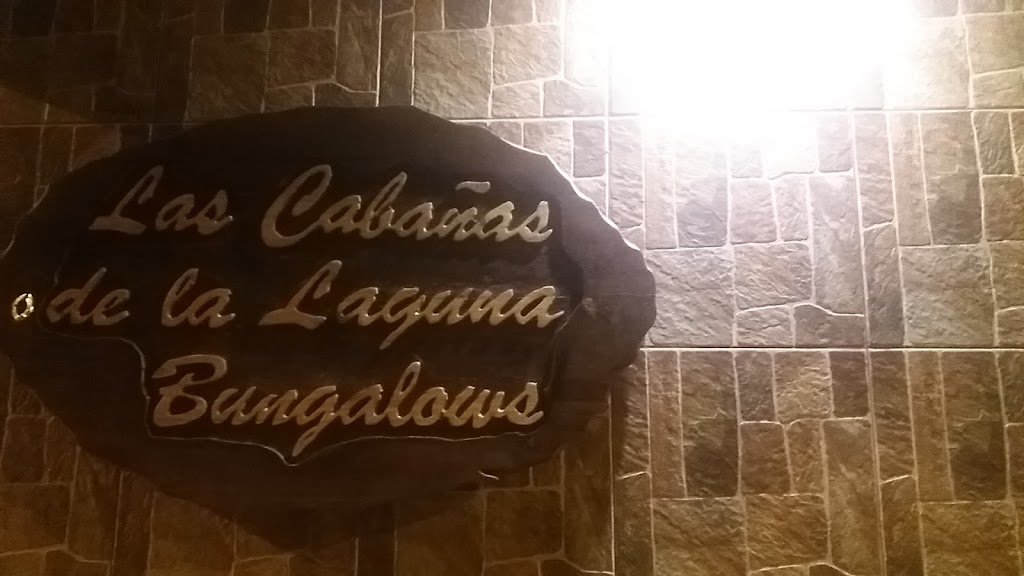 Las Cabañas
de la Laguna
Bungalows